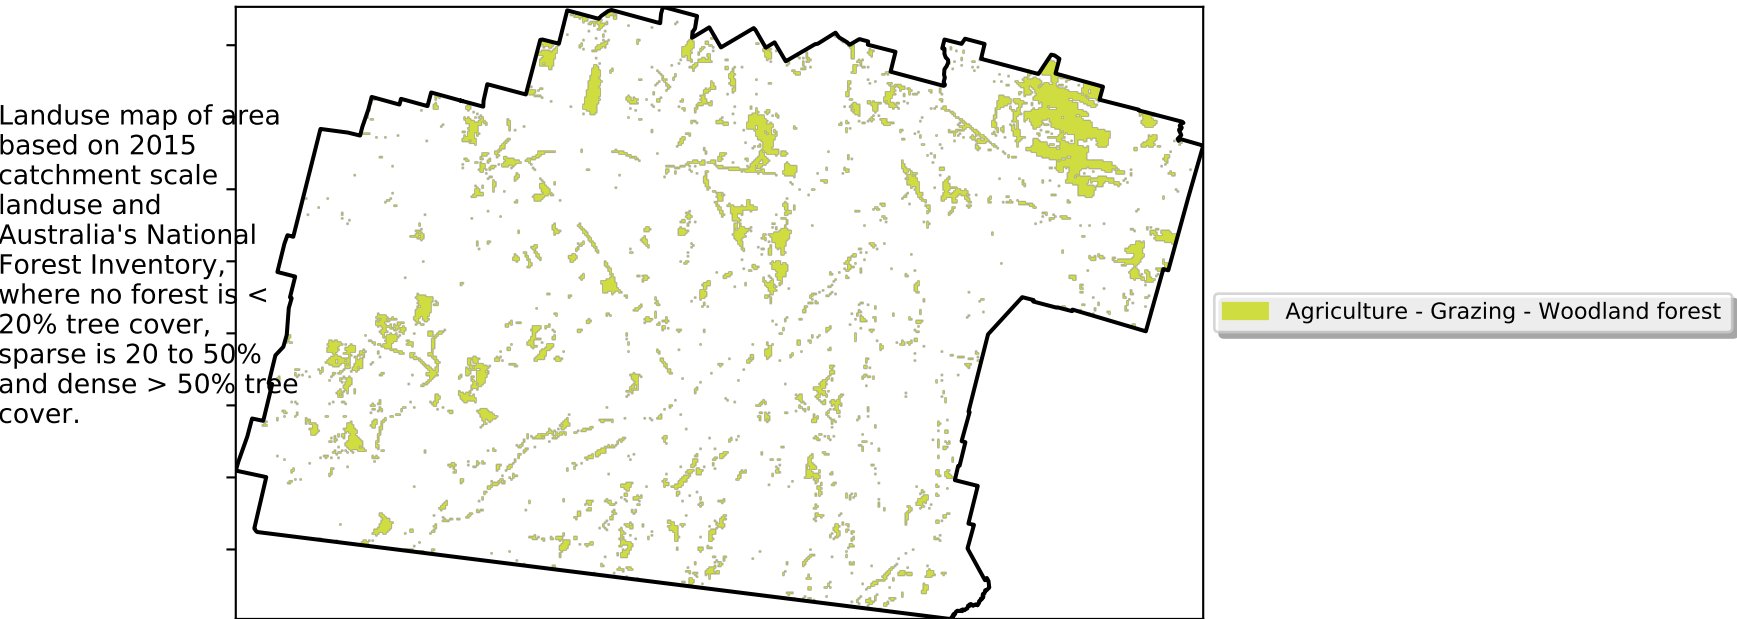 Landuse map of area
based on 2015
catchment scale
landuse and
Australia's National
Forest Inventory,
where no forest is <
20% tree cover,
sparse is 20 to 50%
and dense > 50% tree
cover.
Agriculture - Grazing - Woodland forest